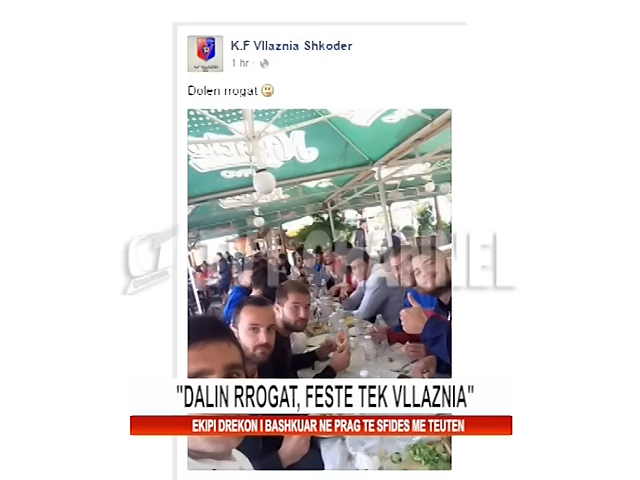 K.F Vllaznia Shkoder
1 hr
Dolen rrogat
CHANNEL
"DALIN RROGAT, FESTE TEK VLLAZNIA"
EKIPI DREKON I BASHKUAR NE PRAG TE SFIDES ME TEUTEN